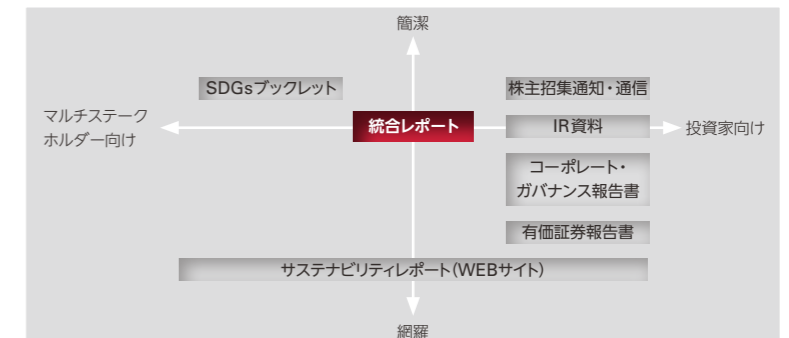 簡潔
SDGsブックレット
株主招集通知・通信
マルチステーク
ホルダー向け
統合レポート
IR資料
投資家向け
コーポレート・
ガバナンス報告書
有価証券報告書
サステナビリティレポート(WEBサイト)
網羅